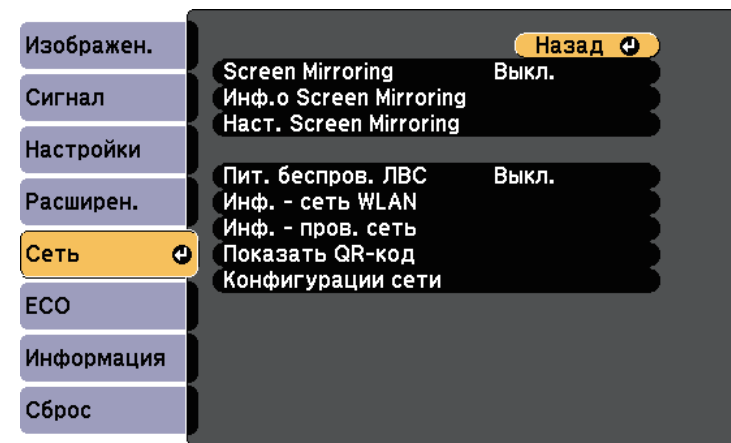 Изображен.
Сигнал
Настройки
Расширен.
Сеть
ECO
Информация
Сброс
Назад
Screen Mirroring Выкл.
Инф.о Screen Mirroring
Наст. Screen Mirroring
Пит. беспров. ЛВС Выкл.
Инф. - сеть WLAN
Инф. - пров. сеть
Показать QR-код
Конфигурации сети